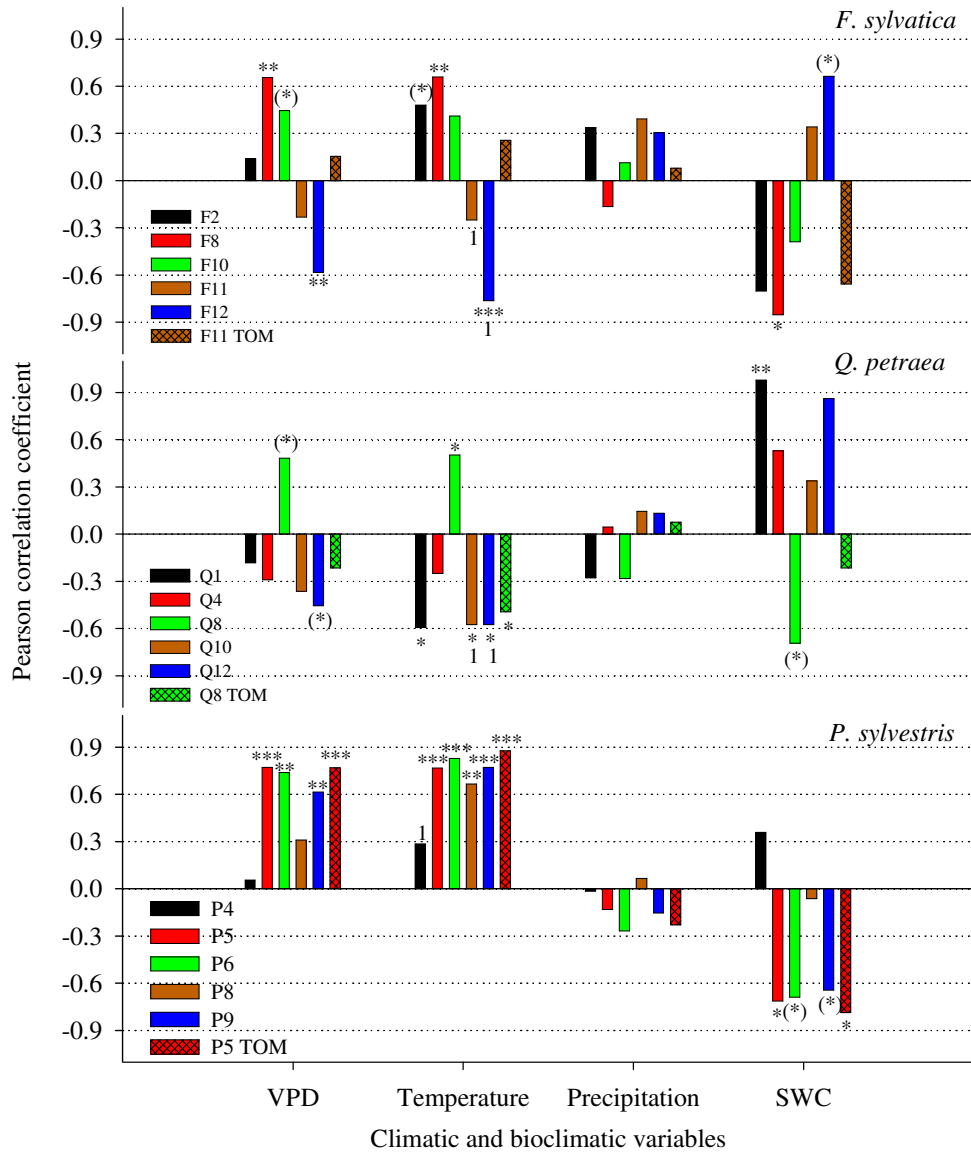 F. sylvatica
0.9
** ** (*)
(*) (*)
0.6
0.3
0.0
-0.3
-0.6
-0.9
F2
F8
F10
F11
F12
F11 TOM
1
**
***
1
*
Q. petraea
0.9
0.6
0.3
0.0
-0.3
-0.6
-0.9
**
(*) *
Q1
Q4
Q8
Q10
Q12
Q8 TOM
(*) * * * *
1 1
(*)
P. sylvestris
0.9
0.6
0.3
0.0
-0.3
-0.6
-0.9
*** ** ** *** 1 *** *** ** *** ***
P4
P5
P6
P8
P9
P5 TOM
* (*) (*) *
Pearson correlation coefficient
VPD Temperature Precipitation SWC
Climatic and bioclimatic variables